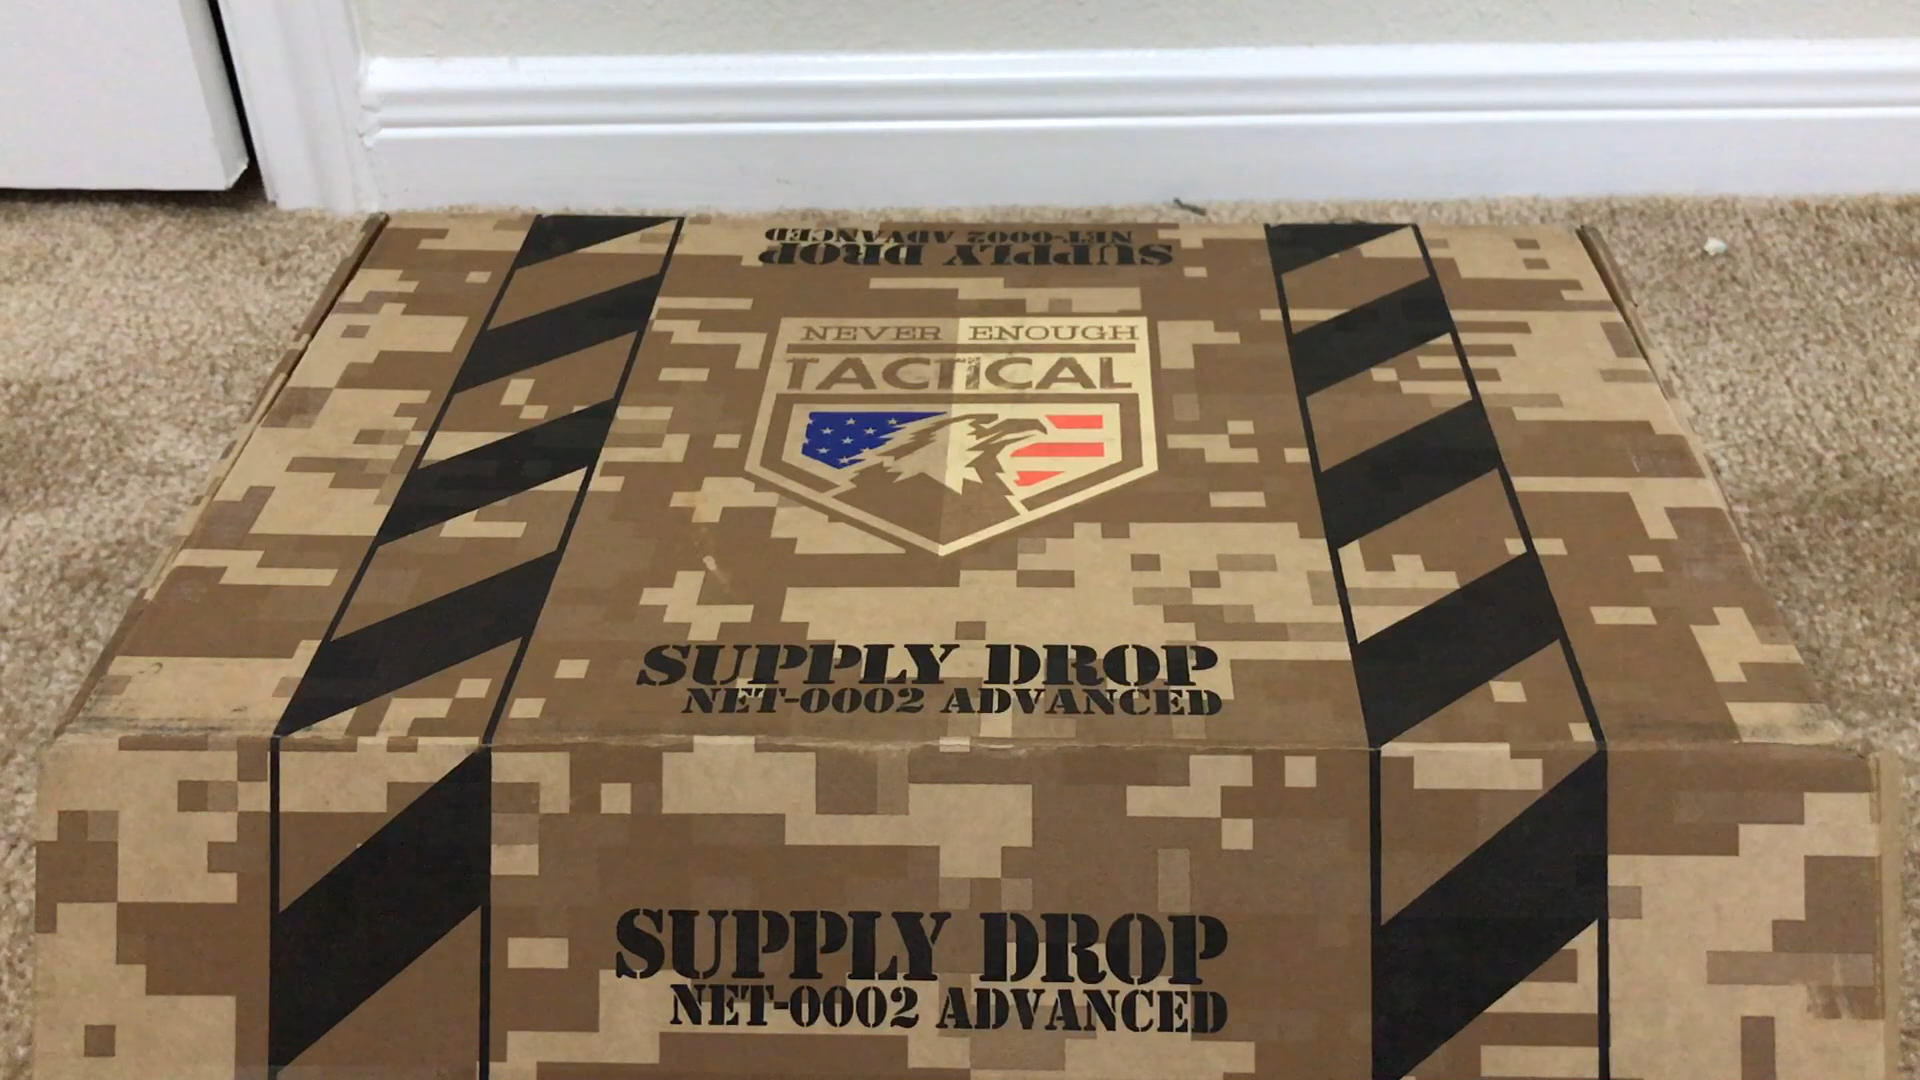 NET-0002 ADVANCED
SUPPLY DROP
NEVER ENOUGH
TACTICAL
SUPPLY DROP
NET-0002 ADVANCED
SUPPLY DROP
NET-0002 ADVANCED